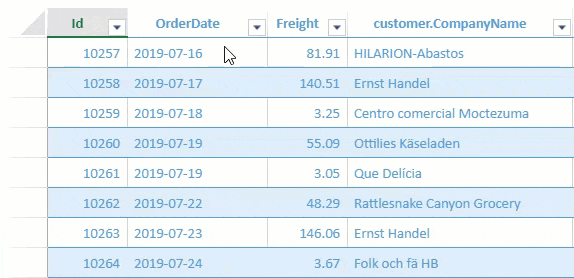 Id OrderDate Freight customer.CompanyName
10257 2019-07-16 81.91 HILARION-Abastos
10258 2019-07-17 140.51 Ernst Handel
10259 2019-07-18 3.25 Centro comercial Moctezuma
10260 2019-07-19 55.09 Ottilies Käseladen
10261 2019-07-19 3.05 Que Delícia
10262 2019-07-22 48.29 Rattlesnake Canyon Grocery
10263 2019-07-23 146.06 Ernst Handel
10264 2019-07-24 3.67 Folk och fä HB